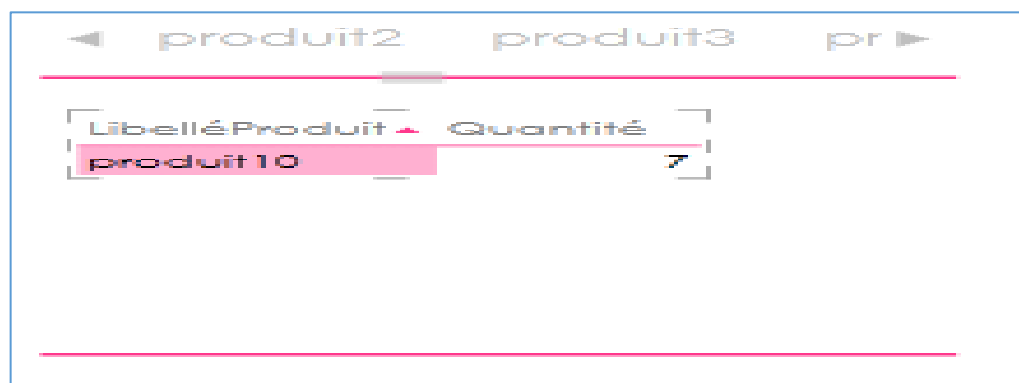 ◄ produit2 produit3 pr ►
LibelléProduit ▲ Quantité
produit10 7